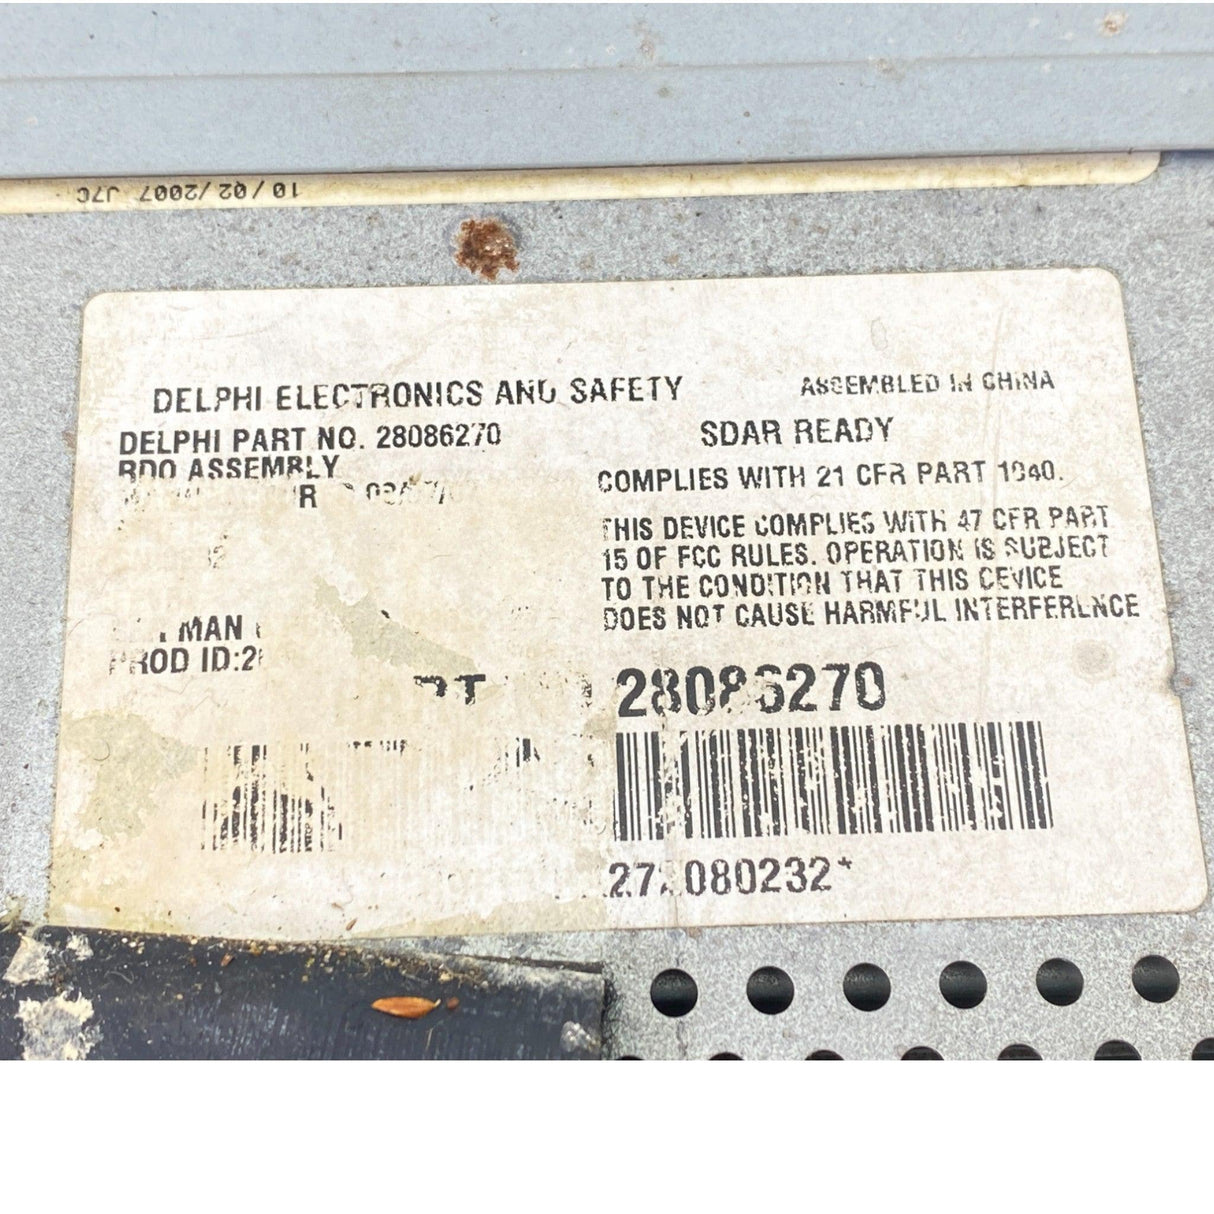 10/02/2007 J7C
DELPHI ELECTRONICS AND SAFETY
ASSEMBLED IN CHINA
DELPHI PART NO. 28086270
SDAR READY
RDO ASSEMBLY
COMPLIES WITH 21 CFR PART 1040.
THIS DEVICE COMPLIES WITH 47 CFR PART
15 OF FCC RULES. OPERATION IS SUBJECT
TO THE CONDITION THAT THIS DEVICE
DOES NOT CAUSE HARMFUL INTERFERENCE
MAN
PROD ID:
28086270
080232*